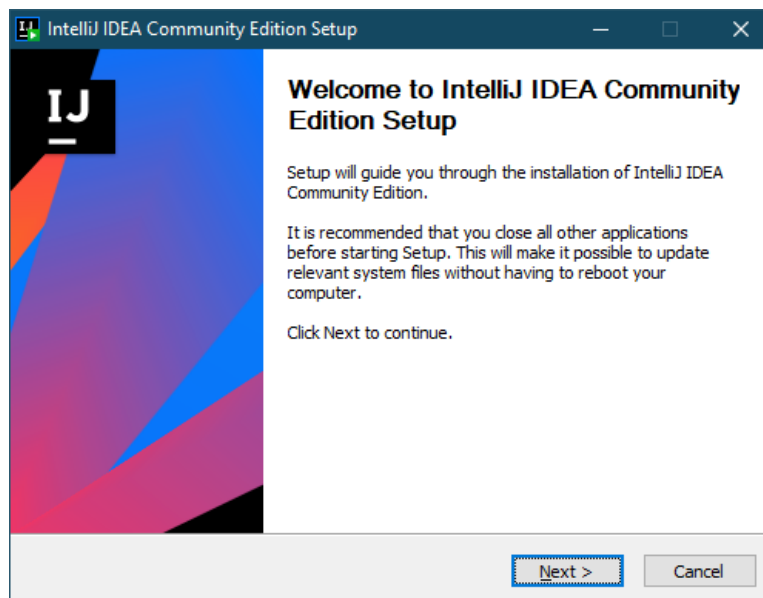 IntelliJ IDEA Community Edition Setup
IJ
Welcome to IntelliJ IDEA Community
Edition Setup
Setup will guide you through the installation of IntelliJ IDEA
Community Edition.
It is recommended that you close all other applications
before starting Setup. This will make it possible to update
relevant system files without having to reboot your
computer.
Click Next to continue.
Next >
Cancel